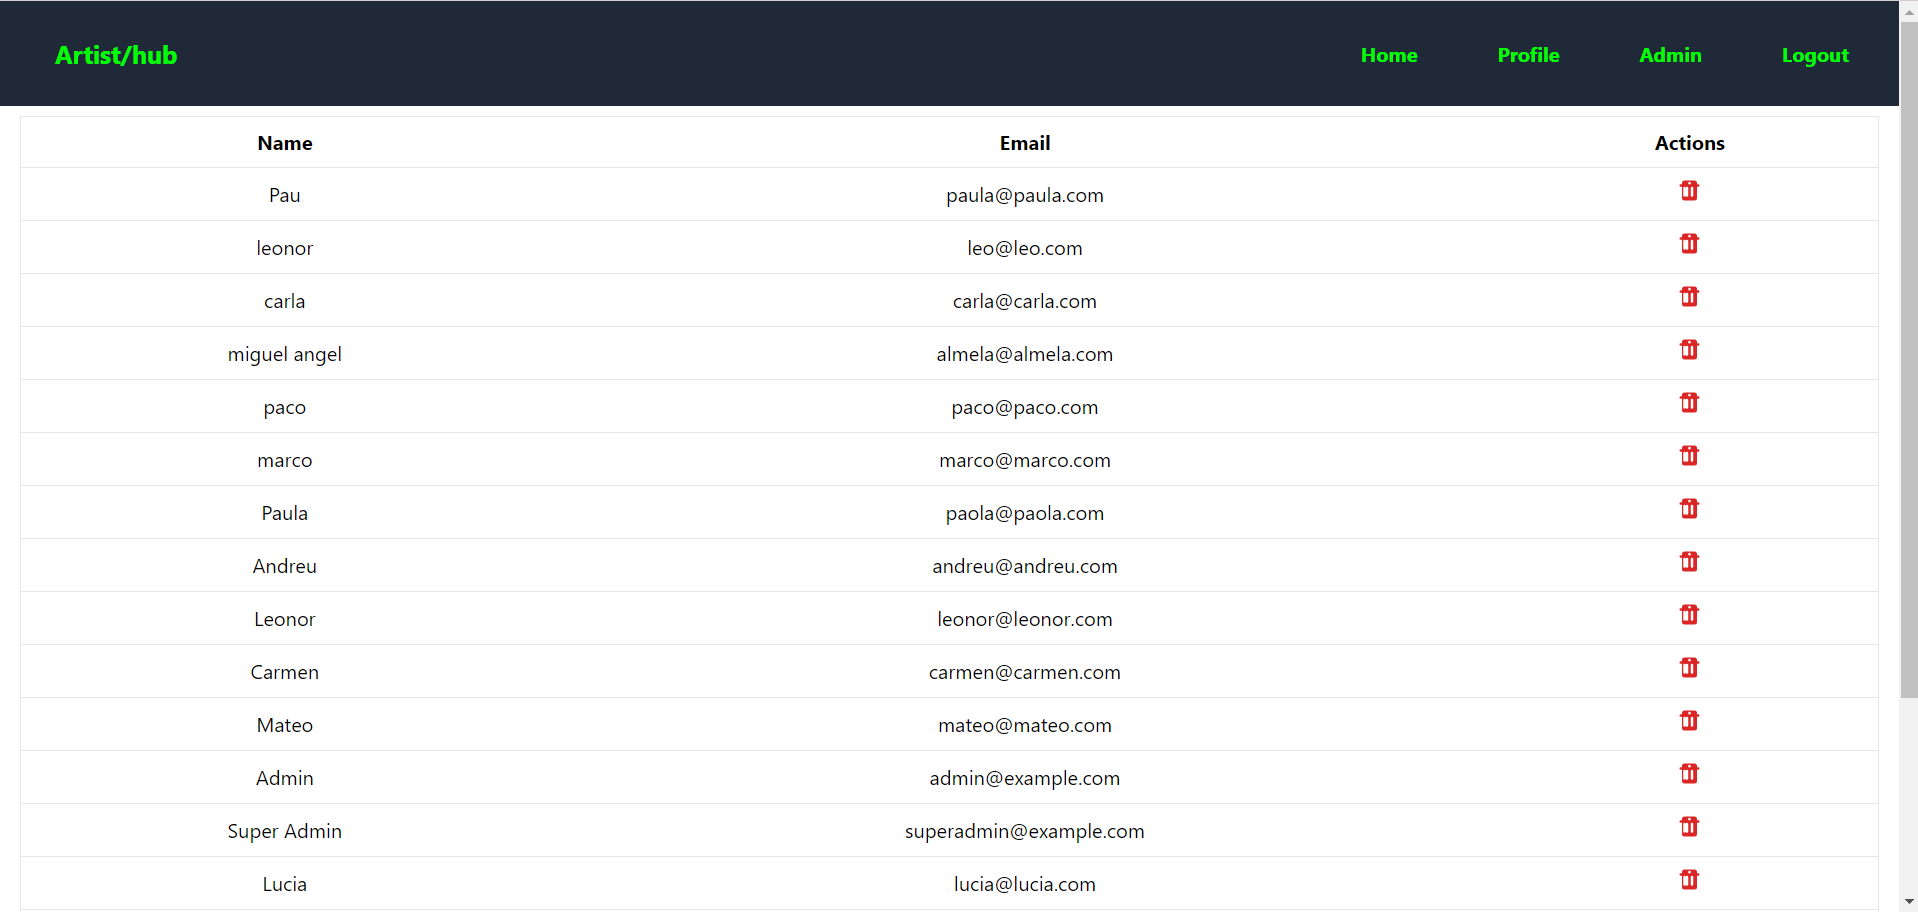 Artist/hub Home Profile Admin Logout
Name Email Actions
Pau paula@paula.com
leonor leo@leo.com
carla carla@carla.com
miguel angel almela@almela.com
paco paco@paco.com
marco marco@marco.com
Paula paola@paola.com
Andreu andreu@andreu.com
Leonor leonor@leonor.com
Carmen carmen@carmen.com
Mateo mateo@mateo.com
Admin admin@example.com
Super Admin superadmin@example.com
Lucia lucia@lucia.com